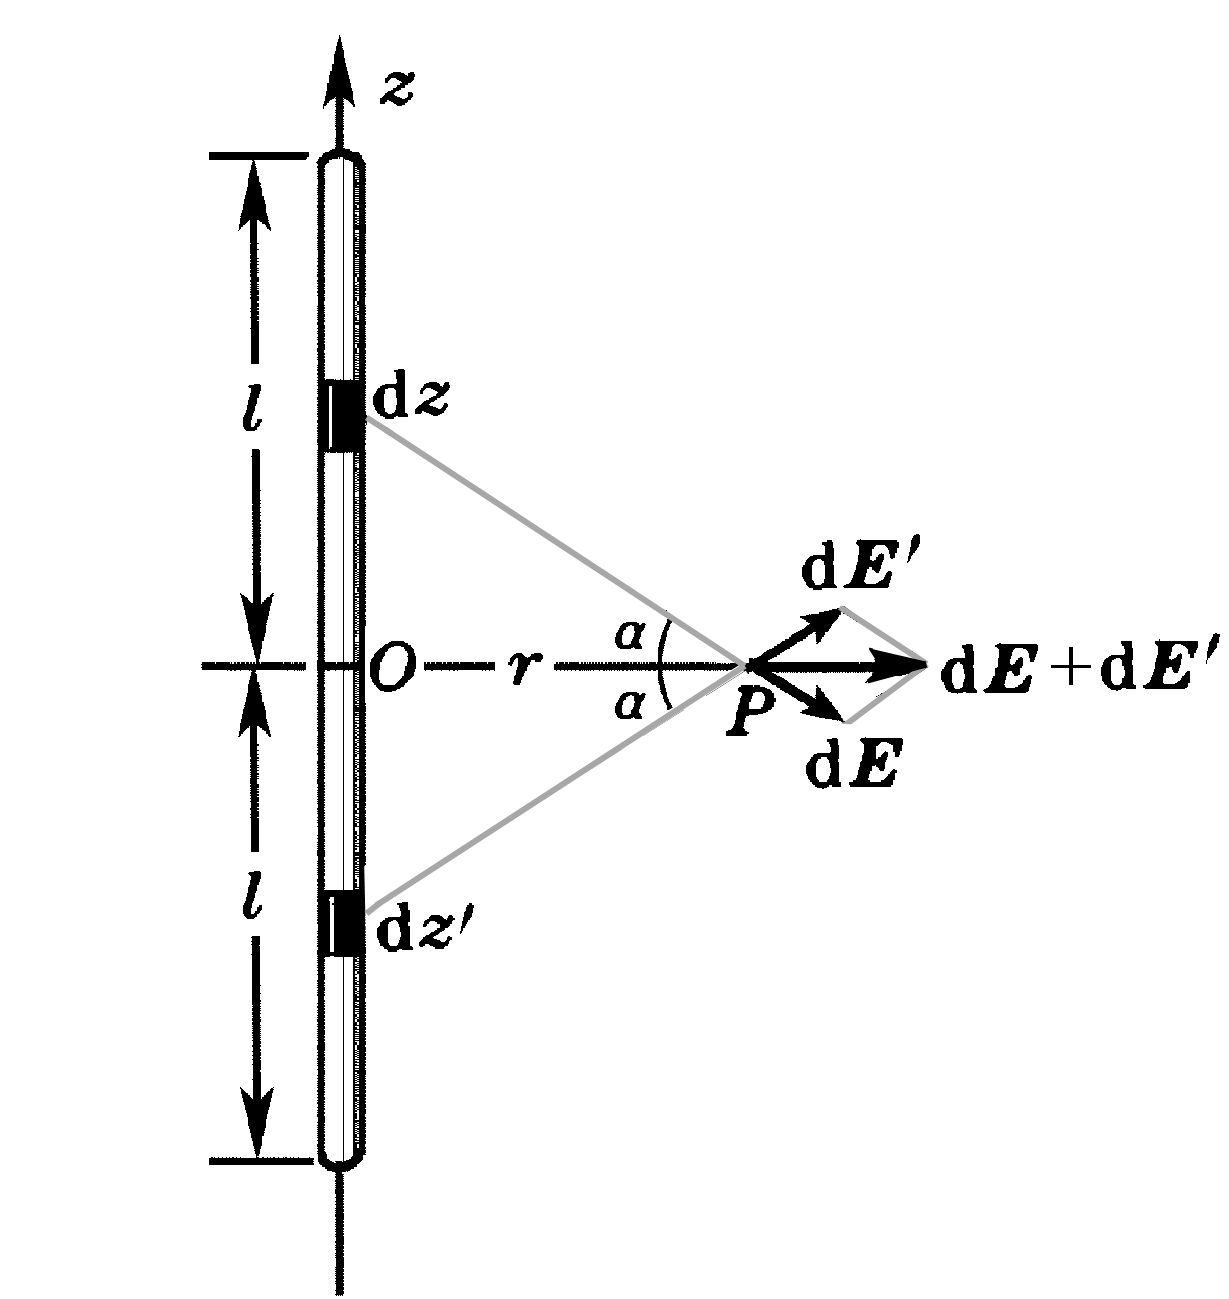 z
l
dz
dE′
α
O r
dE+dE′
α
P
dE
l
dz′